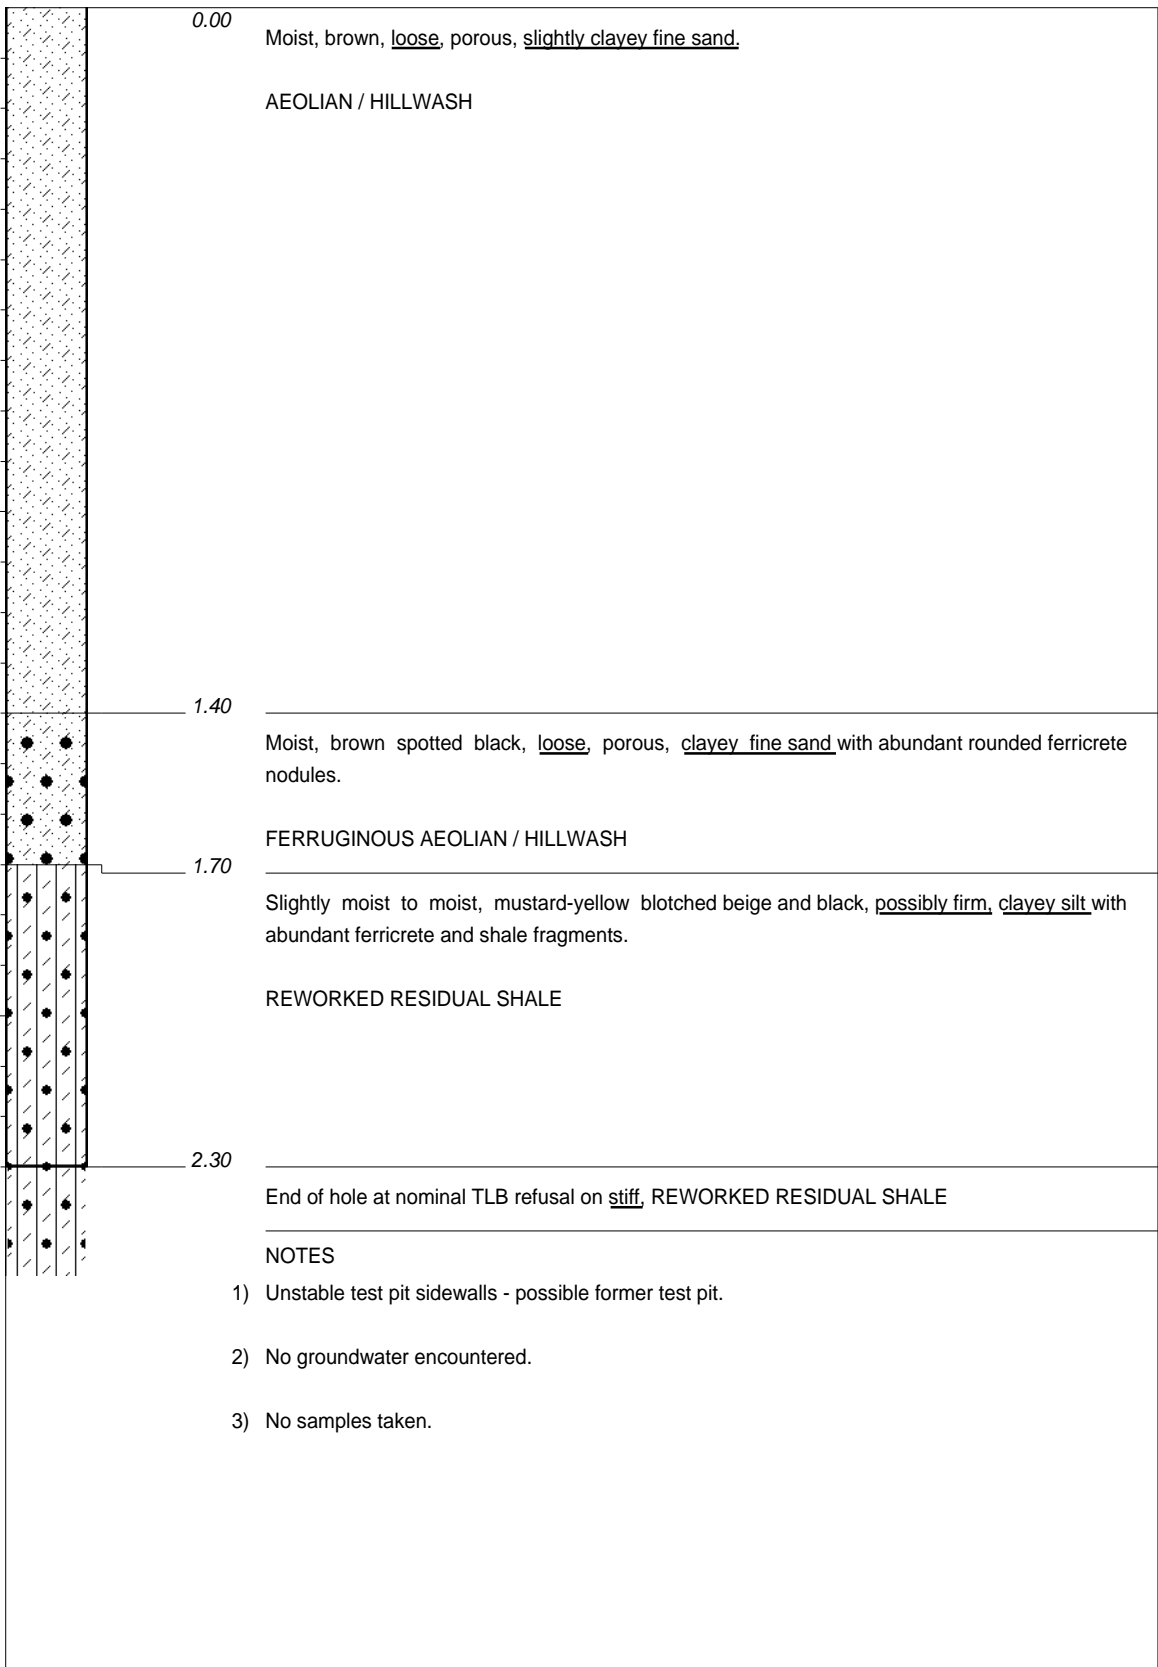 0.00
Moist, brown, loose, porous, slightly clayey fine sand.
AEOLIAN / HILLWASH
1.40
Moist, brown spotted black, loose, porous, clayey fine sand with abundant rounded ferricrete
nodules.
FERRUGINOUS AEOLIAN / HILLWASH
1.70
Slightly moist to moist, mustard-yellow blotched beige and black, possibly firm, clayey silt with
abundant ferricrete and shale fragments.
REWORKED RESIDUAL SHALE
2.30
End of hole at nominal TLB refusal on stiff, REWORKED RESIDUAL SHALE
NOTES
1) Unstable test pit sidewalls - possible former test pit.
2) No groundwater encountered.
3) No samples taken.